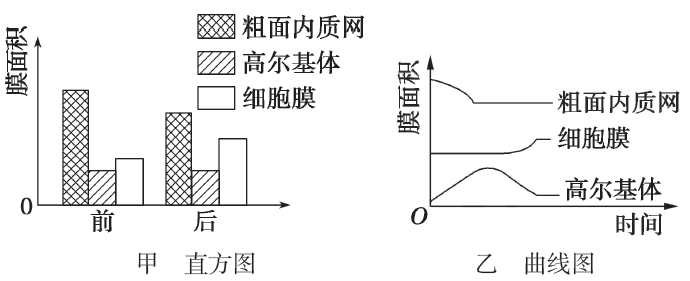 膜面积
粗面内质网
高尔基体
细胞膜
0
前
后
甲 直方图
膜面积
粗面内质网
细胞膜
高尔基体
O
时间
乙 曲线图